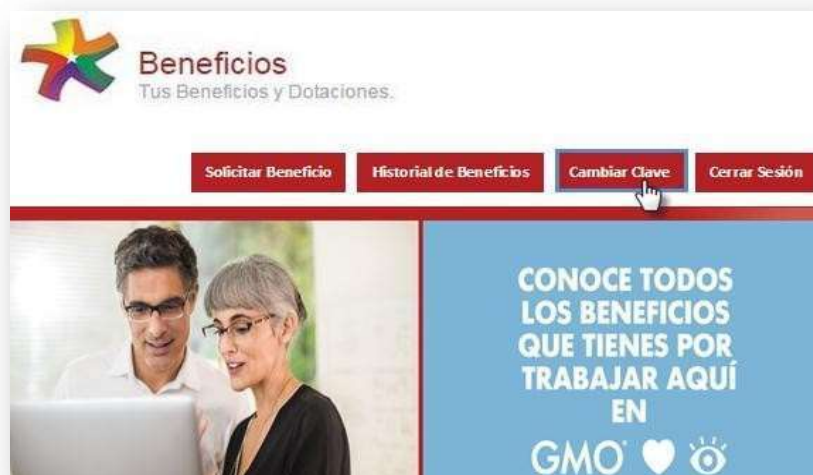 Beneficios
Tus Beneficios y Dotaciones.
Solicitar Beneficio
Historial de Beneficios
Cambiar Clave
Cerrar Sesión
CONOCE TODOS
LOS BENEFICIOS
QUE TIENES POR
TRABAJAR AQUÍ
EN
GMO